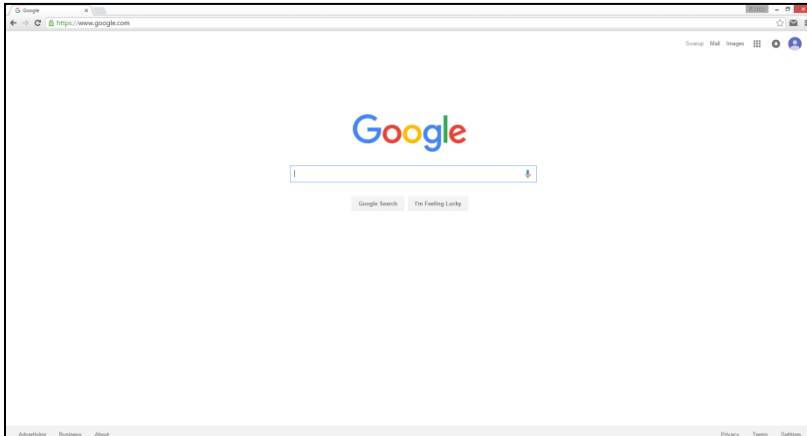 G Google
https://www.google.com
Mail Images
Google
Google Search I'm Feeling Lucky
Advertising Business About Privacy Terms Settings